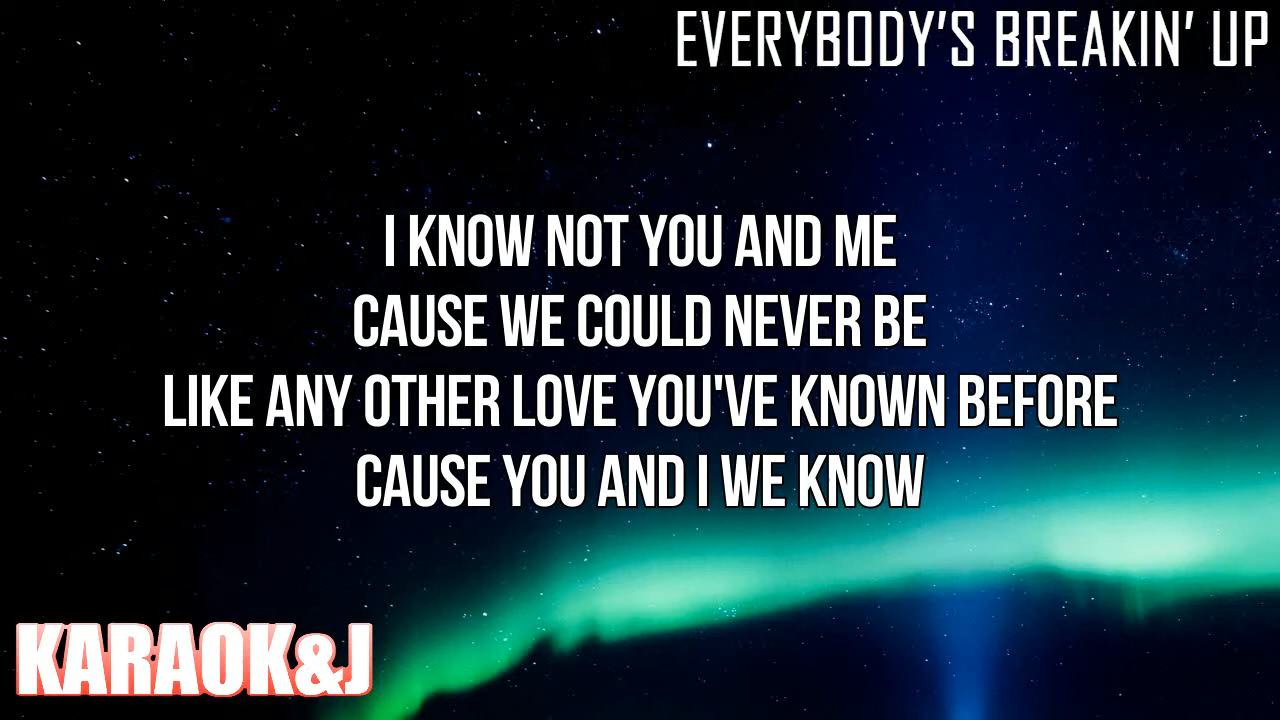 EVERYBODY'S BREAKIN' UP
I KNOW NOT YOU AND ME
CAUSE WE COULD NEVER BE
LIKE ANY OTHER LOVE YOU'VE KNOWN BEFORE
CAUSE YOU AND I WE KNOW
KARAOK&J